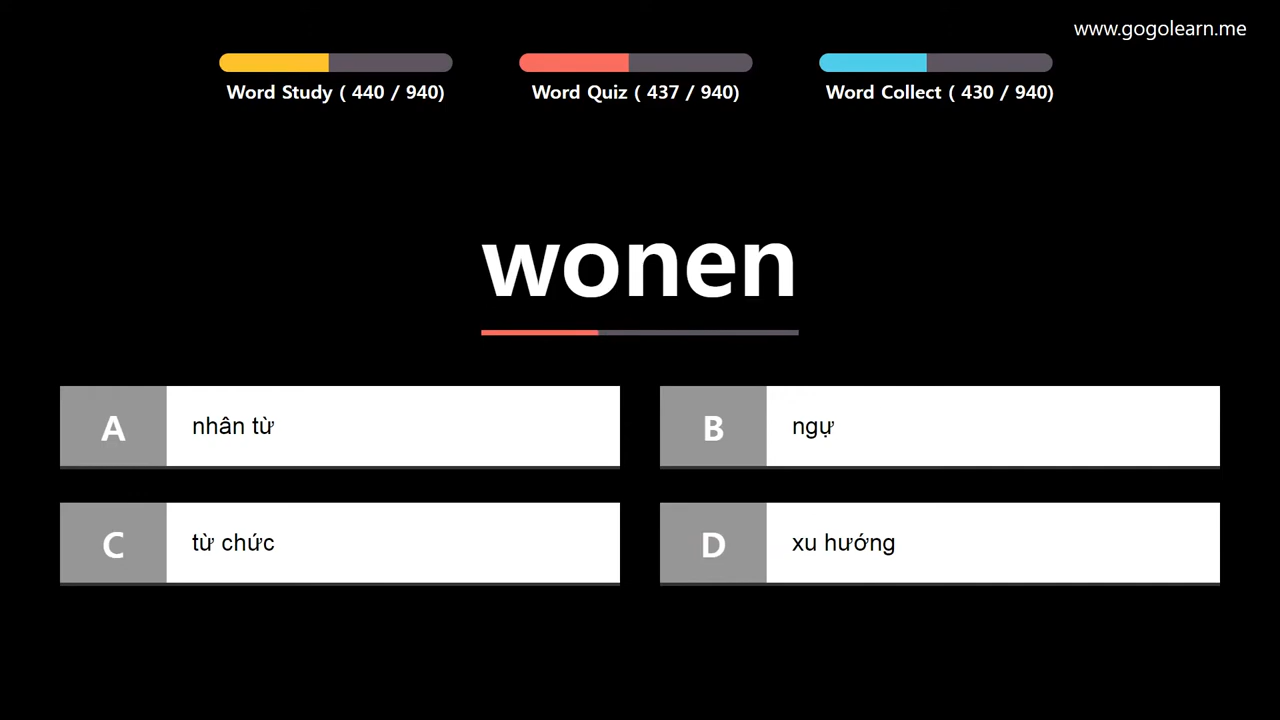 www.gogolearn.me
Word Study ( 440 / 940)
Word Quiz ( 437 / 940)
Word Collect ( 430 / 940)
wonen
A nhân từ
B ngự
C từ chức
D xu hướng